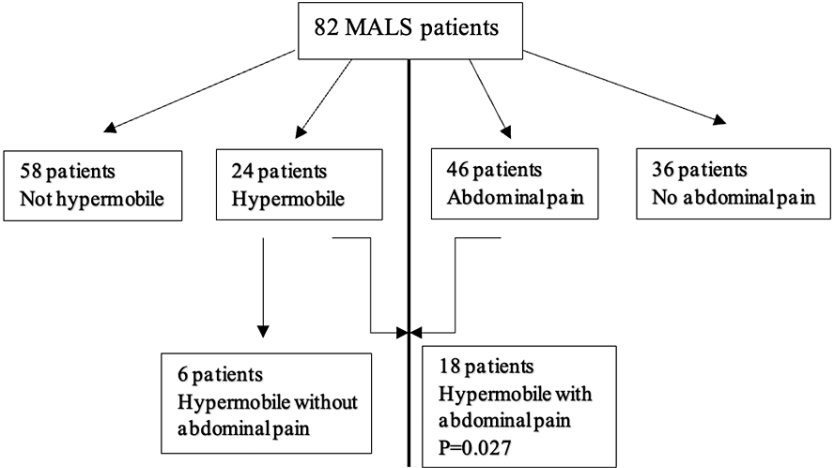 82 MALS patients
58 patients
Not hypermobile
24 patients
Hypermobile
46 patients
Abdominal pain
36 patients
No abdominal pain
6 patients
Hypermobile without
abdominal pain
18 patients
Hypermobile with
abdominal pain
P=0.027